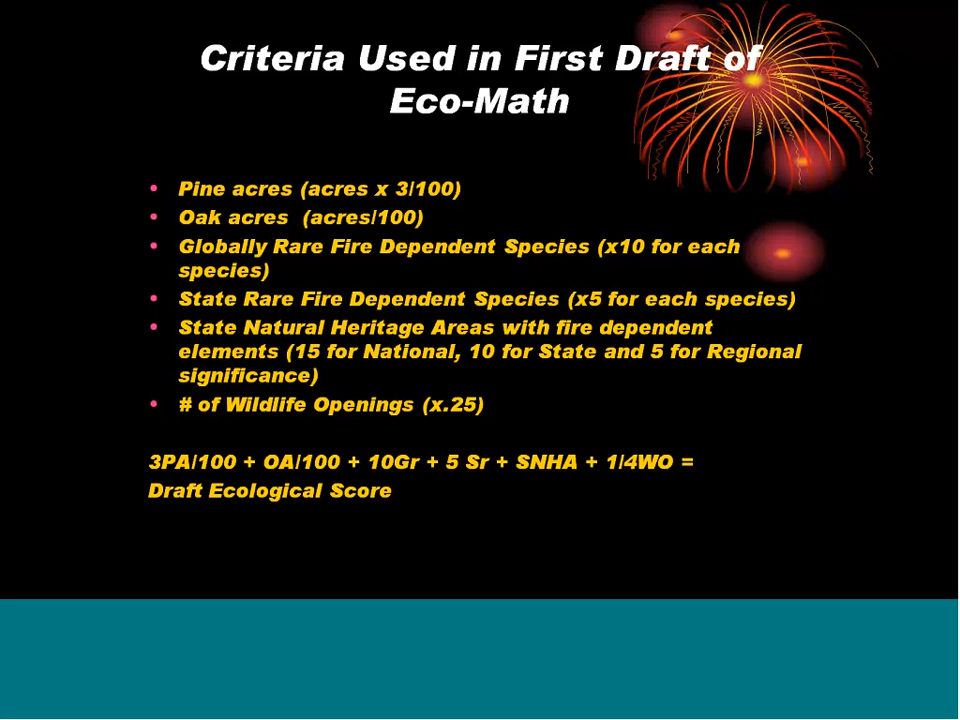 Criteria Used in First Draft of
Eco-Math
• Pine acres (acres x 3/100)
• Oak acres (acres/100)
• Globally Rare Fire Dependent Species (x10 for each
species)
• State Rare Fire Dependent Species (x5 for each species)
• State Natural Heritage Areas with fire dependent
elements (15 for National, 10 for State and 5 for Regional
significance)
• # of Wildlife Openings (x.25)
3PA/100 + OA/100 + 10Gr + 5 Sr + SNHA + 1/4WO =
Draft Ecological Score